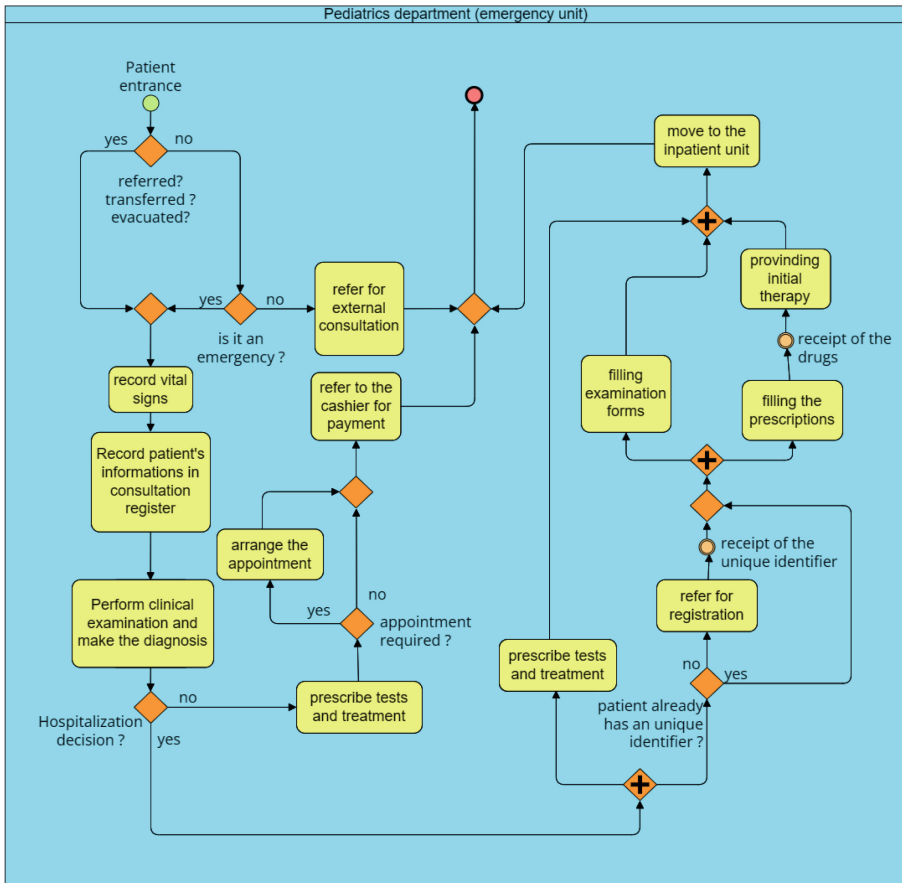 Pediatrics department (emergency unit)
Patient
entrance
yes
no
referred?
transferred ?
evacuated?
yes
no
is it an
emergency ?
refer for
external
consultation
move to the
inpatient unit
provinding
initial
therapy
receipt of the
drugs
record vital
signs
refer to the
cashier for
payment
filling
examination
forms
filling the
prescriptions
Record patient's
informations in
consultation
register
arrange the
appointment
receipt of the
unique identifier
Perform clinical
examination and
make the diagnosis
yes
no
appointment
required ?
refer for
registration
prescribe tests
and treatment
no
yes
patient already
has an unique
identifier ?
Hospitalization
decision ?
no
yes
prescribe tests
and treatment